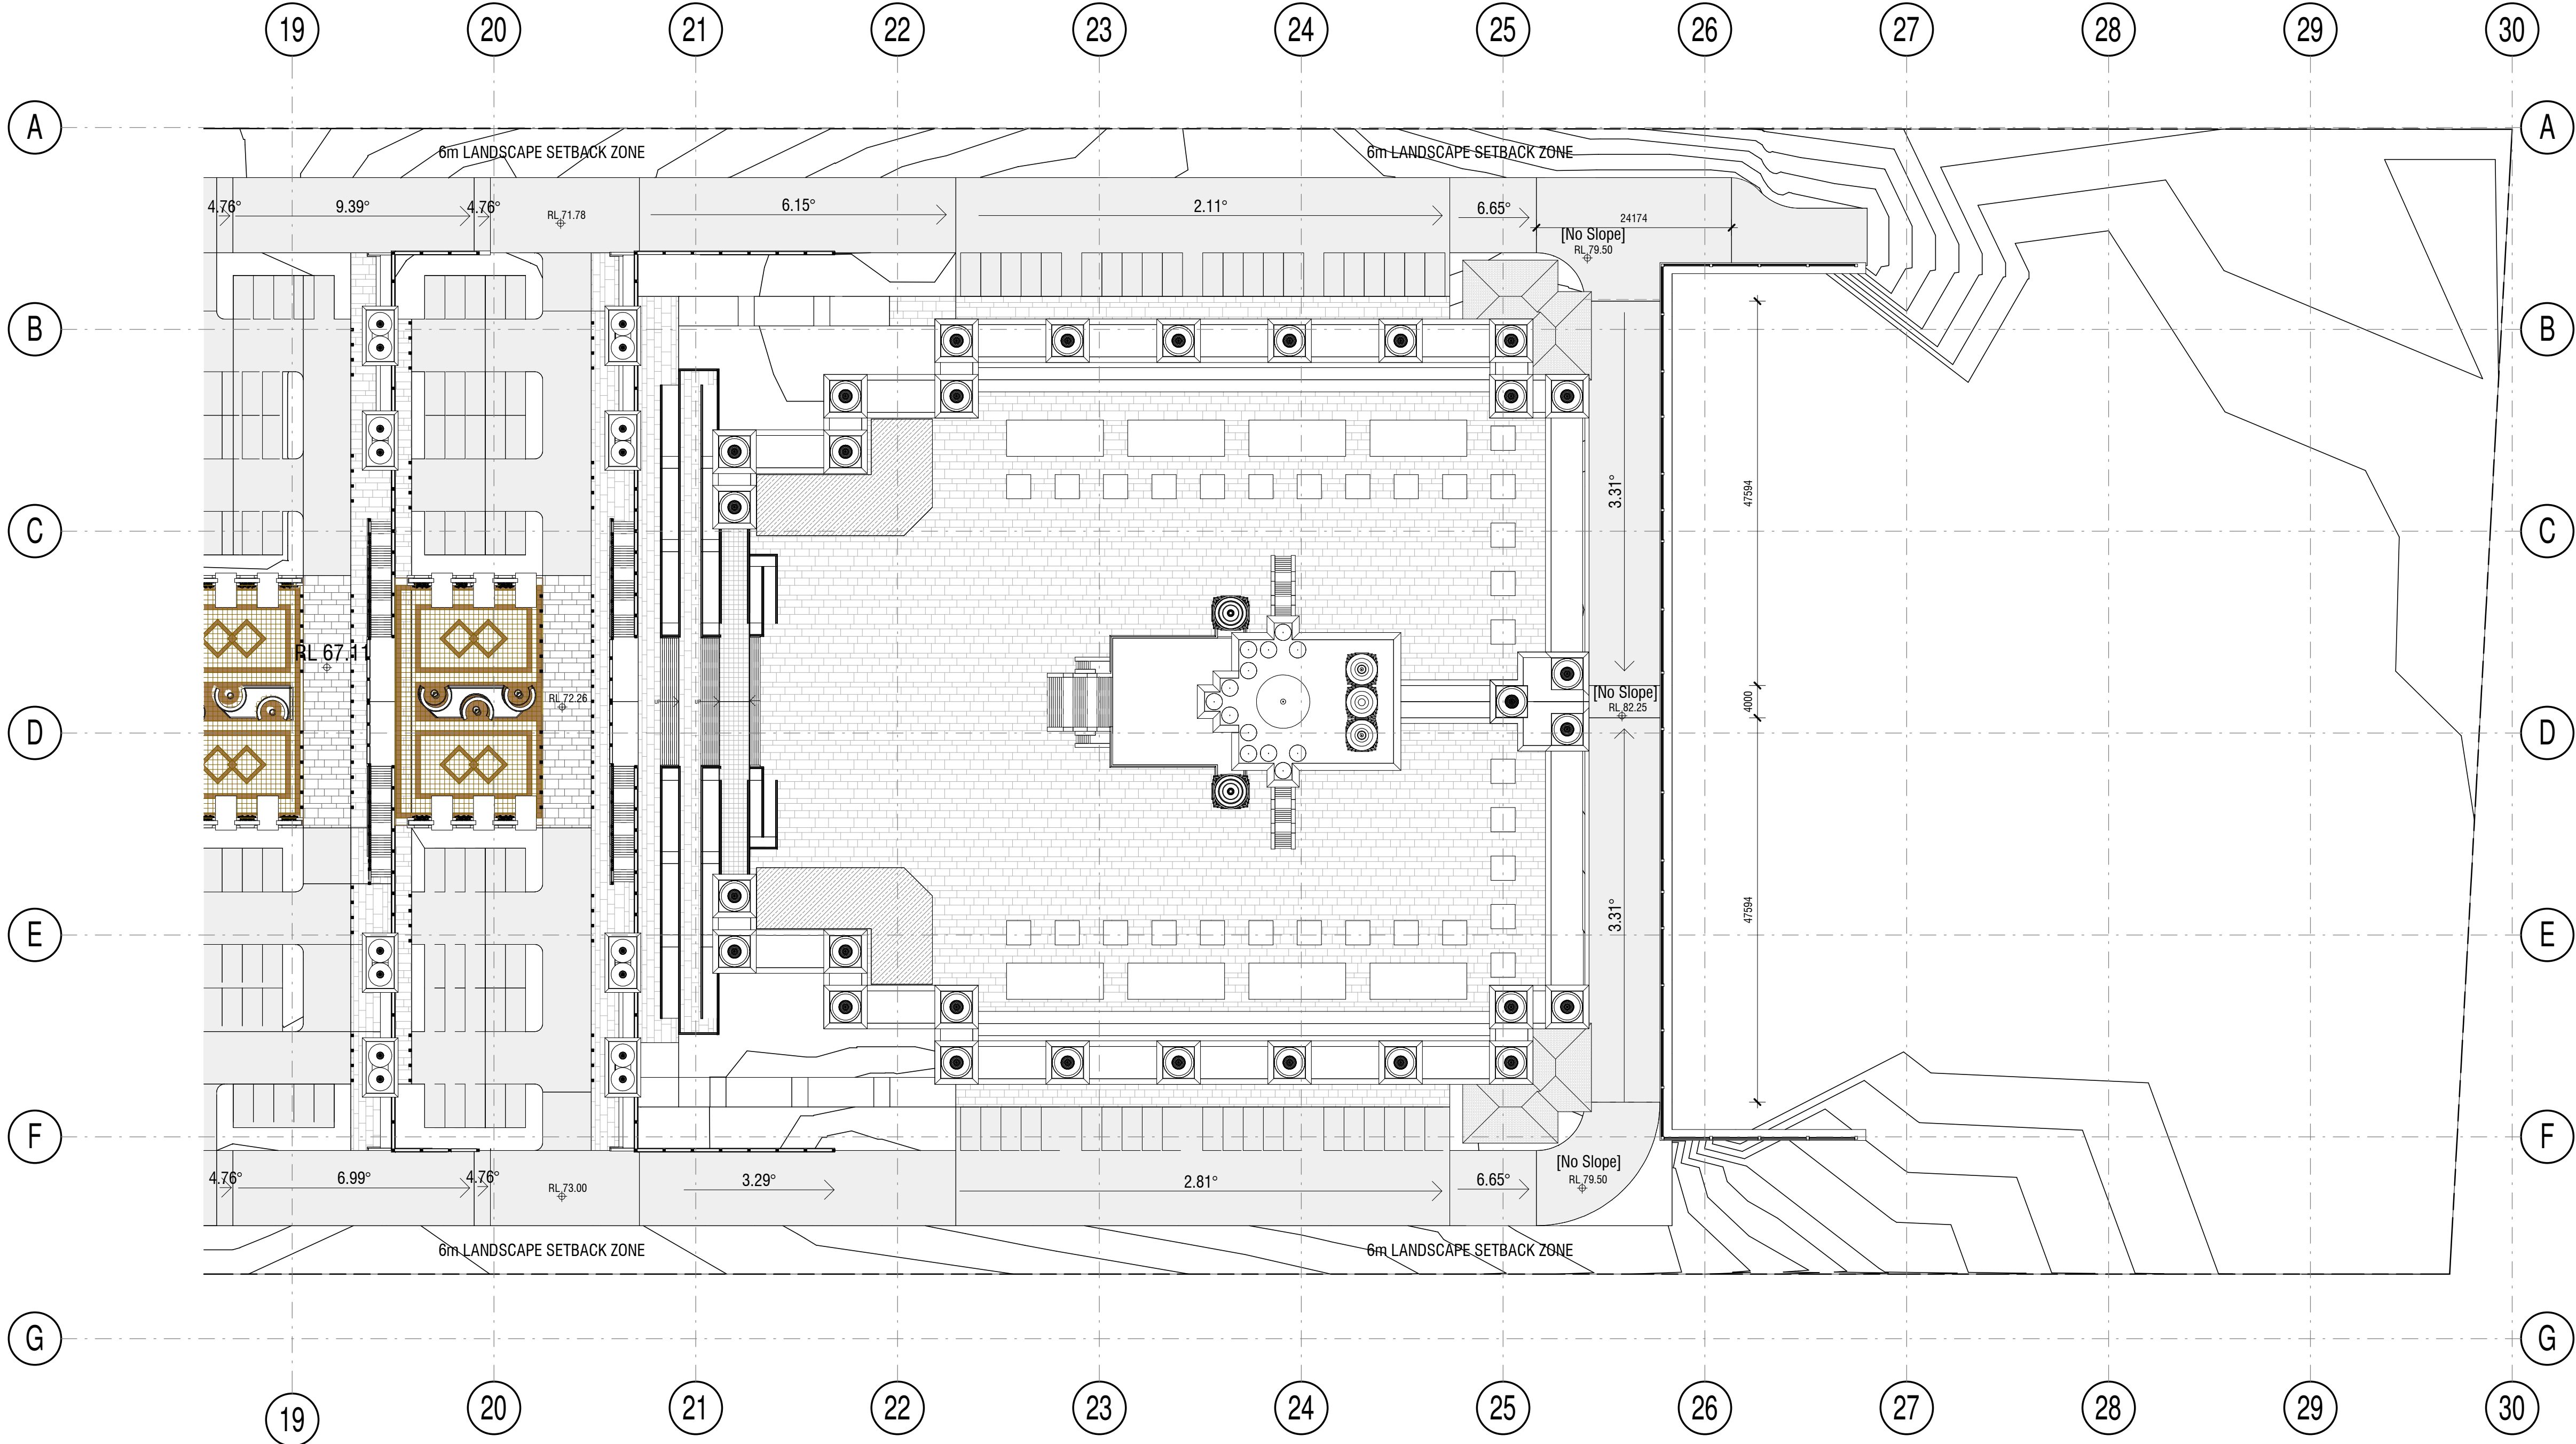 19 20 21 22 23 24 25 26 27 28 29 30
A A
6m LANDSCAPE SETBACK ZONE 6m LANDSCAPE SETBACK ZONE
4.76° 9.39° 4.76° RL 71.78 6.15° 2.11° 6.65° 24174
[No Slope]
RL 79.50
B B
3.31° 47594
C C
RL 67.11
RL 72.26
[No Slope]
RL 82.25
4000
D D
3.31° 47594
E E
F F
4.76° 6.99° 4.76° RL 73.00 3.29° 2.81° 6.65°
[No Slope]
RL 79.50
6m LANDSCAPE SETBACK ZONE 6m LANDSCAPE SETBACK ZONE
G G
19 20 21 22 23 24 25 26 27 28 29 30